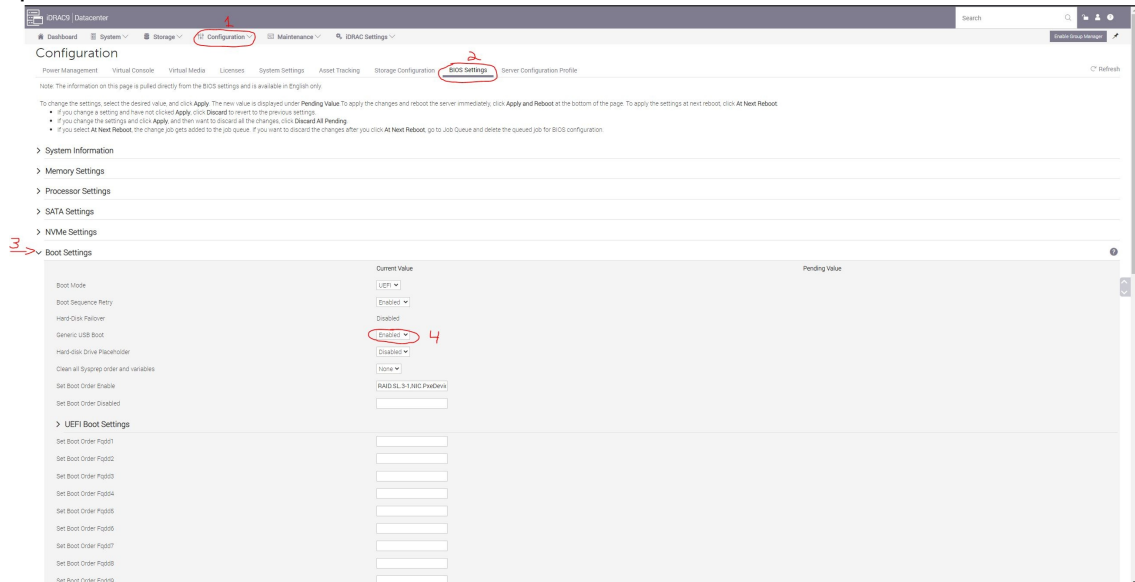 iDRAC9 | Datacenter
Search
1
Dashboard System Storage Configuration Maintenance iDRAC Settings
Enable Group Manager
Configuration
2
Power Management Virtual Console Virtual Media Licenses System Settings Asset Tracking Storage Configuration BIOS Settings Server Configuration Profile
Refresh
Note: The information on this page is pulled directly from the BIOS settings and is available in English only.
To change the settings, select the desired value, and click Apply. The new value is displayed under Pending Value To apply the changes and reboot the server immediately, click Apply and Reboot at the bottom of the page. To apply the settings at next reboot, click At Next Reboot.
• If you change a setting and have not clicked Apply, click Discard to revert to the previous settings.
• If you change the settings and click Apply, and then want to discard all the changes, click Discard All Pending.
• If you select At Next Reboot, the change job gets added to the job queue. If you want to discard the changes after you click At Next Reboot, go to Job Queue and delete the queued job for BIOS configuration.
> System Information
> Memory Settings
> Processor Settings
> SATA Settings
> NVMe Settings
3
Boot Settings
Current Value Pending Value
Boot Mode UEFI
Boot Sequence Retry Enabled
Hard-Disk Failover Disabled
Generic USB Boot Enabled 4
Hard-disk Drive Placeholder Disabled
Clean all Sysprep order and variables None
Set Boot Order Enable RAID.SL.3-1,NIC.PxeDevic
Set Boot Order Disabled
> UEFI Boot Settings
Set Boot Order Fqdd1
Set Boot Order Fqdd2
Set Boot Order Fqdd3
Set Boot Order Fqdd4
Set Boot Order Fqdd5
Set Boot Order Fqdd6
Set Boot Order Fqdd7
Set Boot Order Fqdd8
Set Boot Order Fqdd9